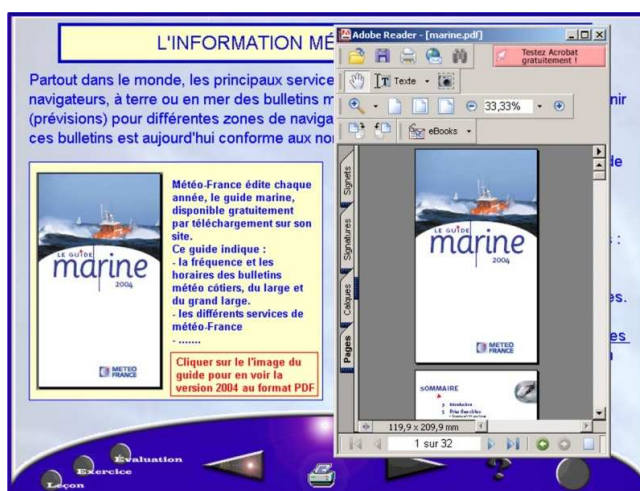 L'INFORMATION MÉ
Partout dans le monde, les principaux service
navigateurs, à terre ou en mer des bulletins m
nir
(prévisions) pour différentes zones de naviga
ces bulletins est aujourd'hui conforme aux no
de
:
es.
es
LE GUIDE
marine
2004
METEO
FRANCE
Météo-France édite chaque
année, le guide marine,
disponible gratuitement
par téléchargement sur son
site.
Ce guide indique :
- la fréquence et les
horaires des bulletins
météo côtiers, du large et
du grand large.
- les différents services de
météo-France
- .......
Cliquer sur le l'image du
guide pour en voir la
version 2004 au format PDF
Adobe Reader - [marine.pdf]
Testez Acrobat
gratuitement !
Texte
33,33%
eBooks
Signets
Signatures
Calques
Pages
LE GUIDE
marine
2004
METEO
FRANCE
SOMMAIRE
119,9 x 209,9 mm
1 sur 32
Evaluation
Exercice
Leçon
?